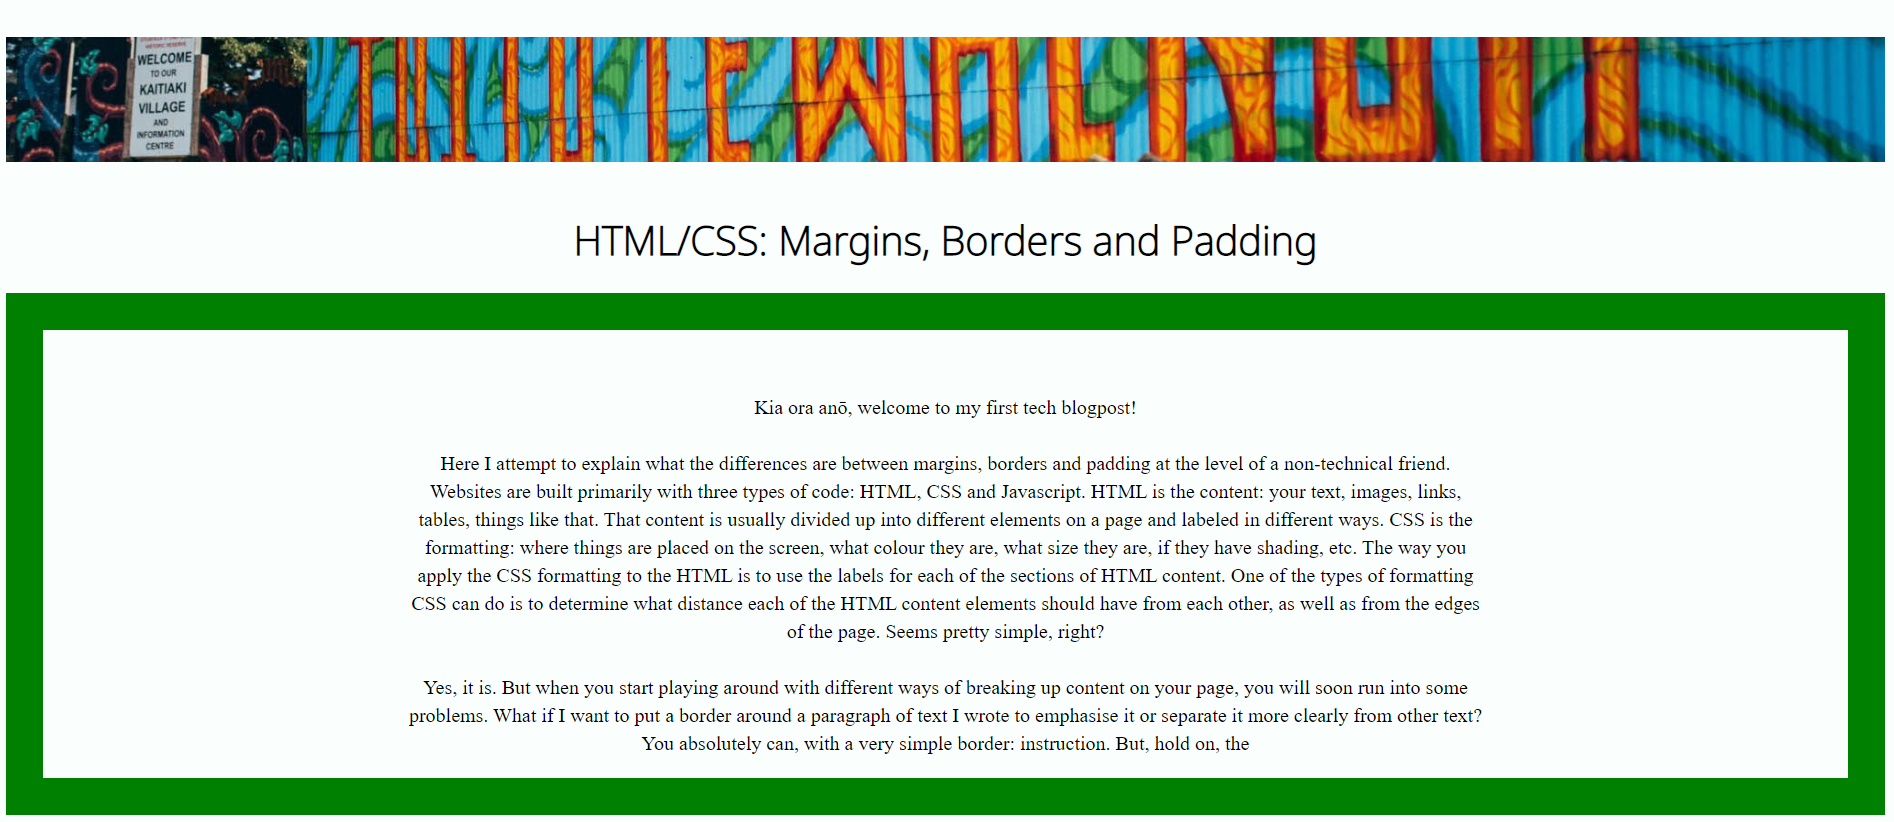 HISTORIC RESERVE
WELCOME
TO OUR
KAITIAKI
VILLAGE
AND
INFORMATION
CENTRE
HTML/CSS: Margins, Borders and Padding
Kia ora anō, welcome to my first tech blogpost!
Here I attempt to explain what the differences are between margins, borders and padding at the level of a non-technical friend.
Websites are built primarily with three types of code: HTML, CSS and Javascript. HTML is the content: your text, images, links,
tables, things like that. That content is usually divided up into different elements on a page and labeled in different ways. CSS is the
formatting: where things are placed on the screen, what colour they are, what size they are, if they have shading, etc. The way you
apply the CSS formatting to the HTML is to use the labels for each of the sections of HTML content. One of the types of formatting
CSS can do is to determine what distance each of the HTML content elements should have from each other, as well as from the edges
of the page. Seems pretty simple, right?
Yes, it is. But when you start playing around with different ways of breaking up content on your page, you will soon run into some
problems. What if I want to put a border around a paragraph of text I wrote to emphasise it or separate it more clearly from other text?
You absolutely can, with a very simple border: instruction. But, hold on, the